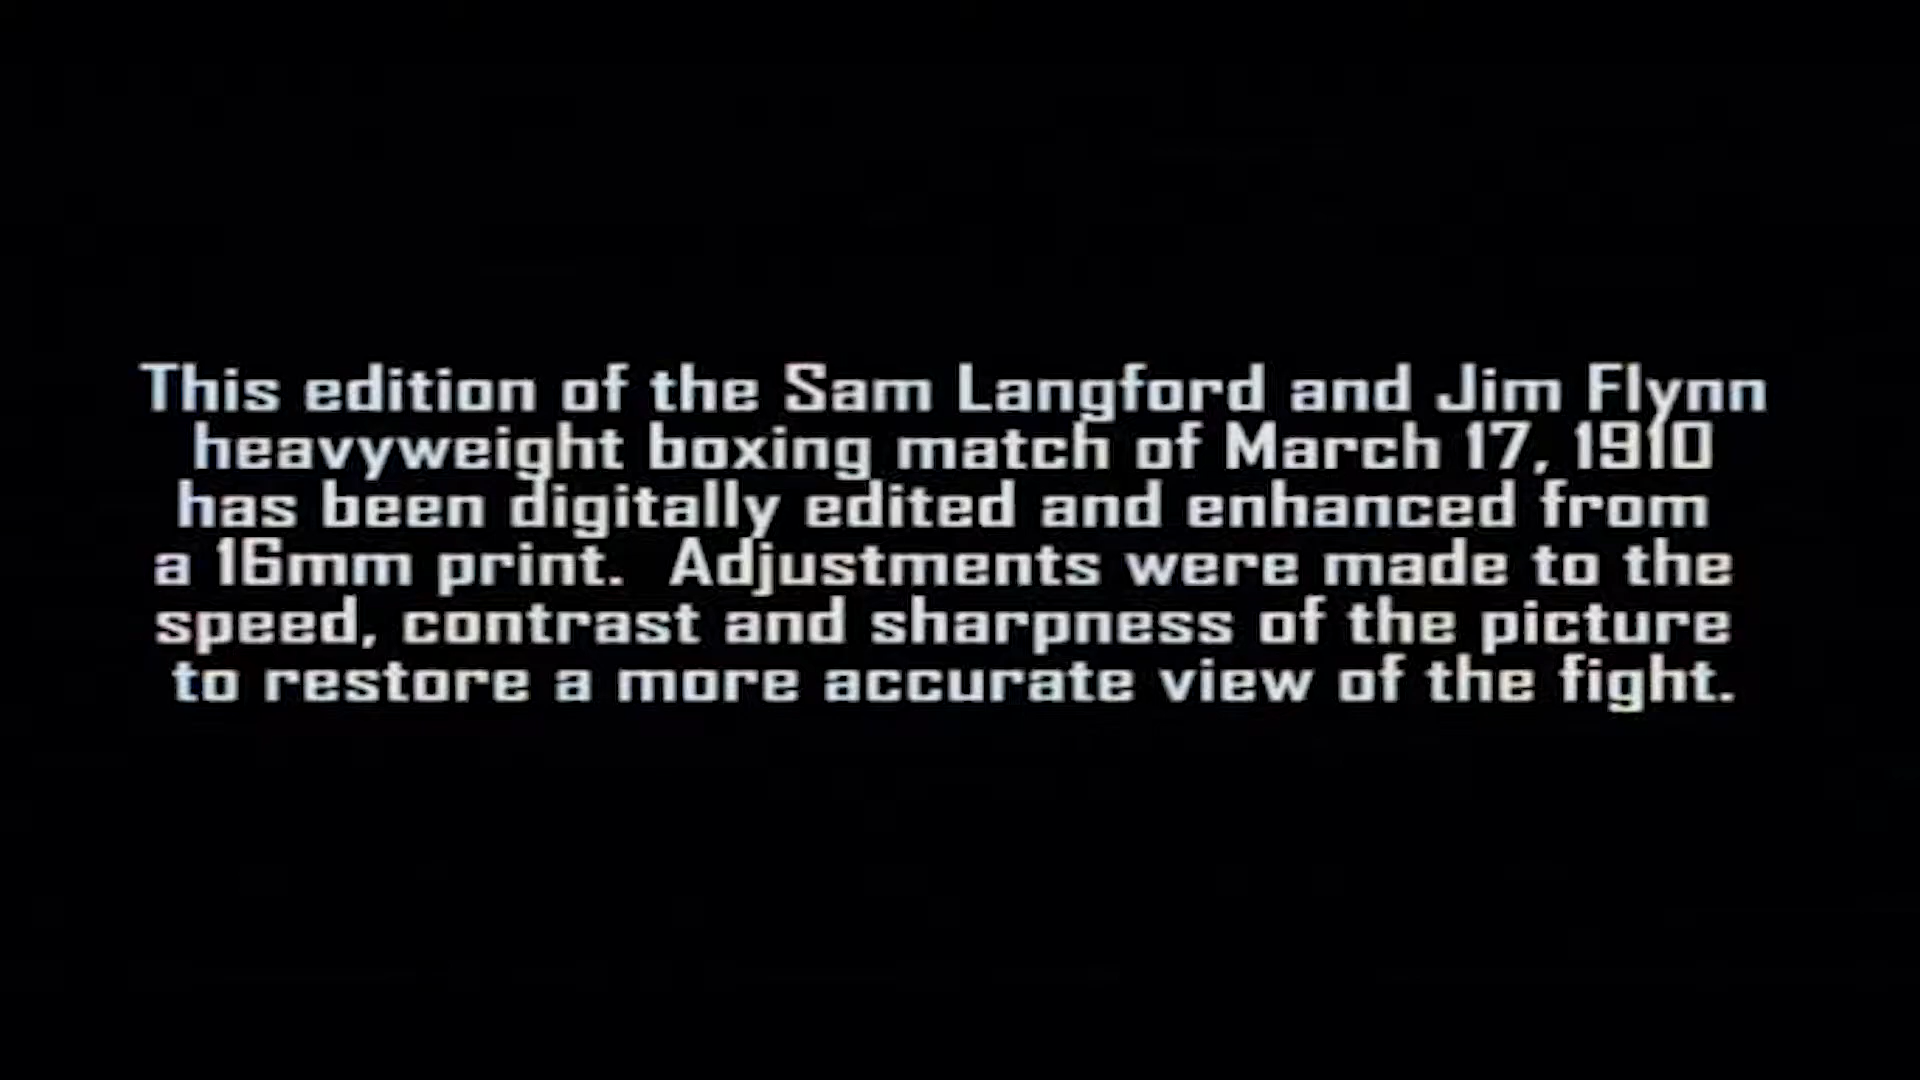 This edition of the Sam Langford and Jim Flynn
heavyweight boxing match of March 17, 1910
has been digitally edited and enhanced from
a 16mm print.  Adjustments were made to the
speed, contrast and sharpness of the picture
to restore a more accurate view of the fight.